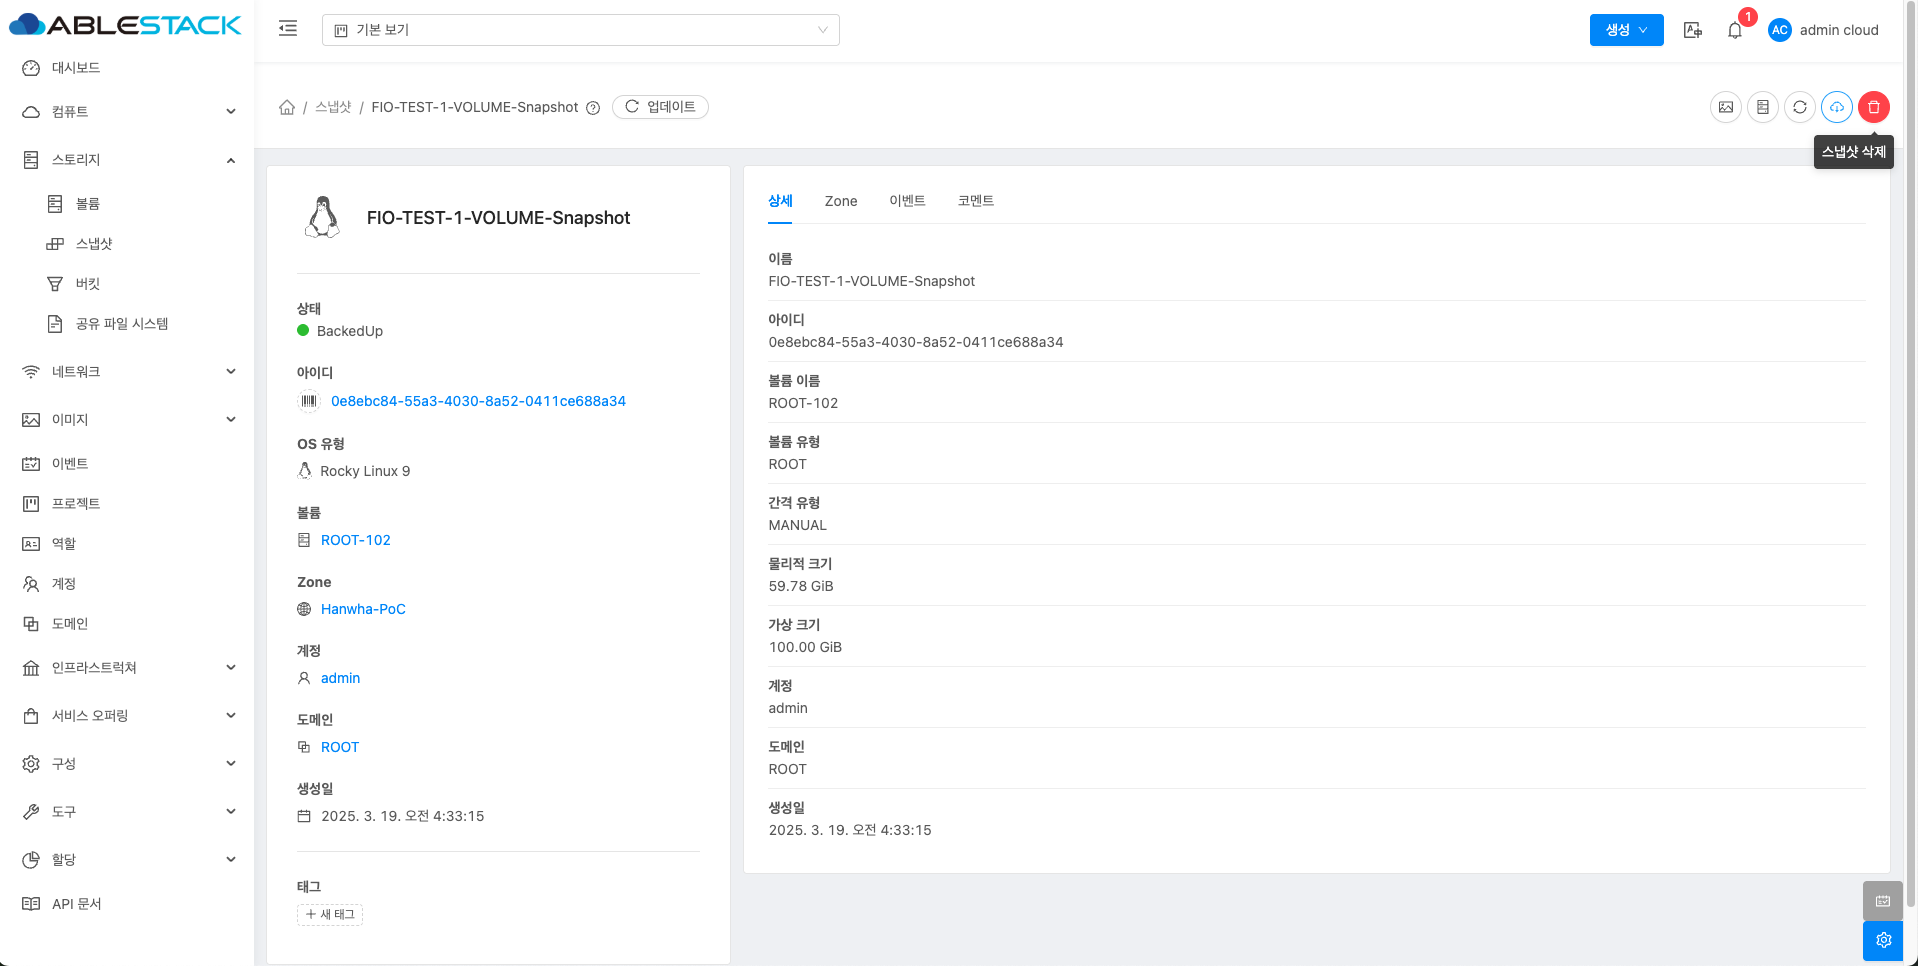 ABLESTACK
기본 보기
생성
1
AC
admin cloud
대시보드
컴퓨트
스토리지
볼륨
스냅샷
버킷
공유 파일 시스템
네트워크
이미지
이벤트
프로젝트
역할
계정
도메인
인프라스트럭쳐
서비스 오퍼링
구성
도구
할당
API 문서
/ 스냅샷 / FIO-TEST-1-VOLUME-Snapshot
업데이트
스냅샷 삭제
FIO-TEST-1-VOLUME-Snapshot
상태
BackedUp
아이디
0e8ebc84-55a3-4030-8a52-0411ce688a34
OS 유형
Rocky Linux 9
볼륨
ROOT-102
Zone
Hanwha-PoC
계정
admin
도메인
ROOT
생성일
2025. 3. 19. 오전 4:33:15
태그
+ 새 태그
상세 Zone 이벤트 코멘트
이름
FIO-TEST-1-VOLUME-Snapshot
아이디
0e8ebc84-55a3-4030-8a52-0411ce688a34
볼륨 이름
ROOT-102
볼륨 유형
ROOT
간격 유형
MANUAL
물리적 크기
59.78 GiB
가상 크기
100.00 GiB
계정
admin
도메인
ROOT
생성일
2025. 3. 19. 오전 4:33:15